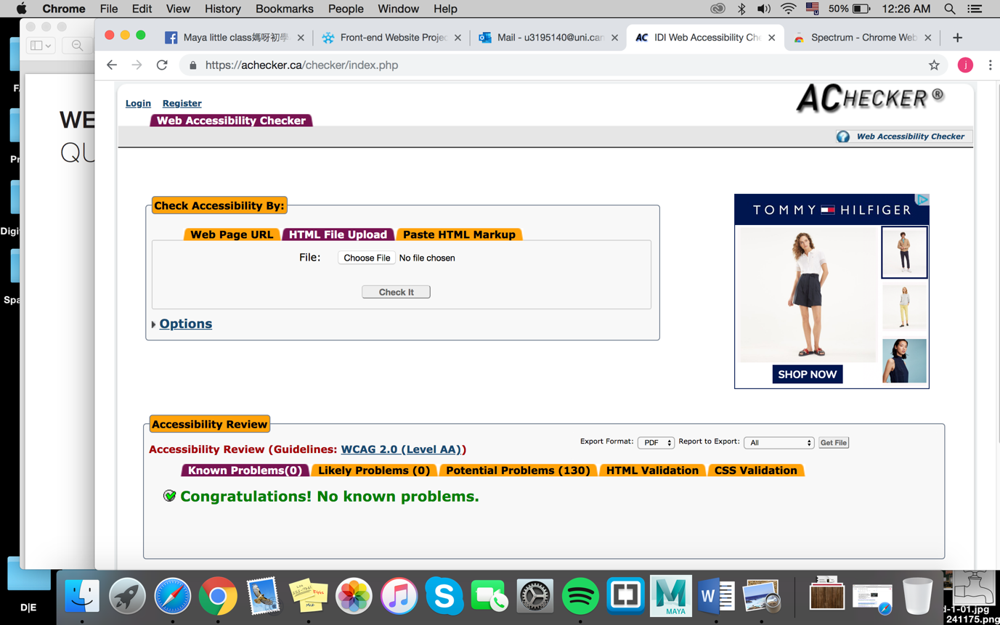 Chrome File Edit View History Bookmarks People Window Help 50% 12:26 AM
Maya little class媽呀初學 Front-end Website Projec Mail - u3195140@uni.can AC IDI Web Accessibility Che Spectrum - Chrome Web
https://achecker.ca/checker/index.php j
WE
QU
Login Register
ACHECKER ®
Web Accessibility Checker
Web Accessibility Checker
Check Accessibility By:
Web Page URL HTML File Upload Paste HTML Markup
File: Choose File No file chosen
Check It
Options
TOMMY HILFIGER
SHOP NOW
Accessibility Review
Export Format: PDF Report to Export: All Get File
Accessibility Review (Guidelines: WCAG 2.0 (Level AA))
Known Problems(0) Likely Problems (0) Potential Problems (130) HTML Validation CSS Validation
Congratulations! No known problems.
Pr
Digi
Spa
D|E
MAYA
d-1-01.jpg
241175.png